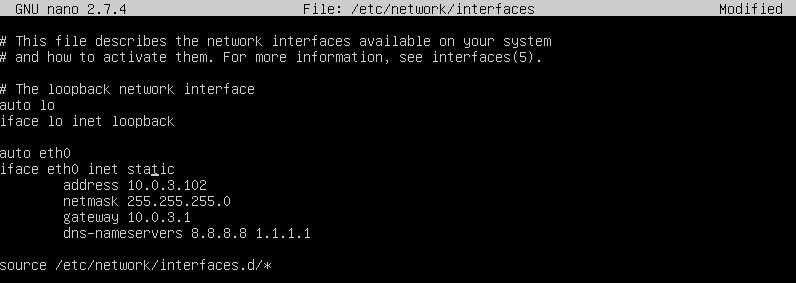 GNU nano 2.7.4 File: /etc/network/interfaces Modified
# This file describes the network interfaces available on your system
# and how to activate them. For more information, see interfaces(5).
# The loopback network interface
auto lo
iface lo inet loopback
auto eth0
iface eth0 inet static
address 10.0.3.102
netmask 255.255.255.0
gateway 10.0.3.1
dns-nameservers 8.8.8.8 1.1.1.1
source /etc/network/interfaces.d/*